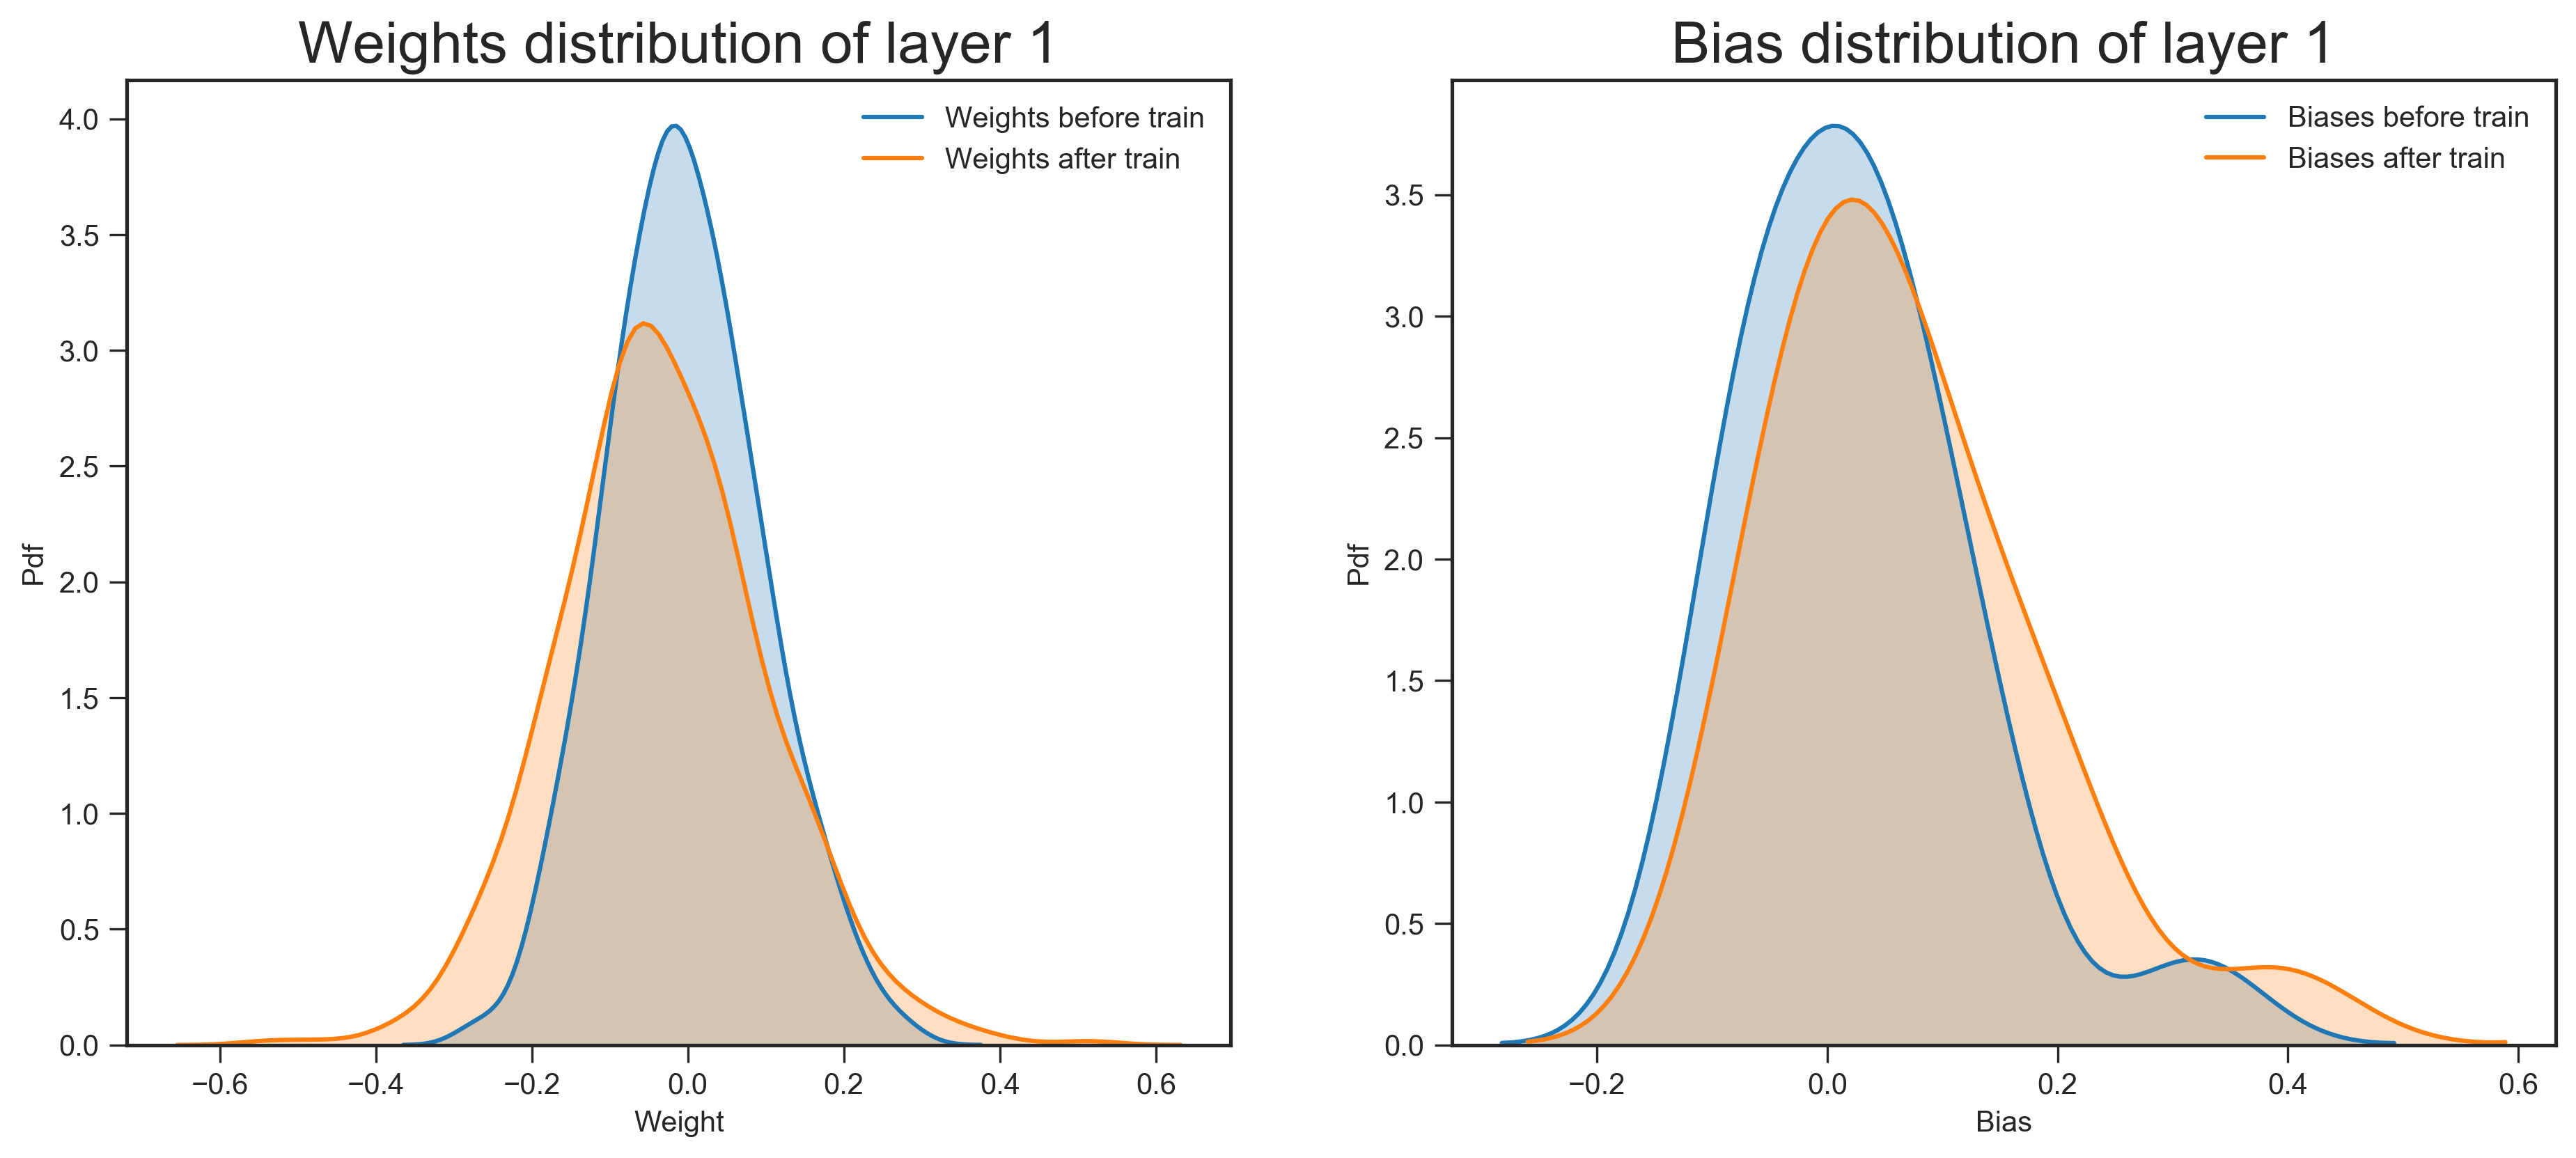 Weights distribution of layer 1
Weights before train
Weights after train
4.0
3.5
3.0
2.5
2.0
1.5
1.0
0.5
0.0
Pdf
−0.6
−0.4
−0.2
0.0
0.2
0.4
0.6
Weight
Bias distribution of layer 1
Biases before train
Biases after train
3.5
3.0
2.5
2.0
1.5
1.0
0.5
0.0
Pdf
−0.2
0.0
0.2
0.4
0.6
Bias